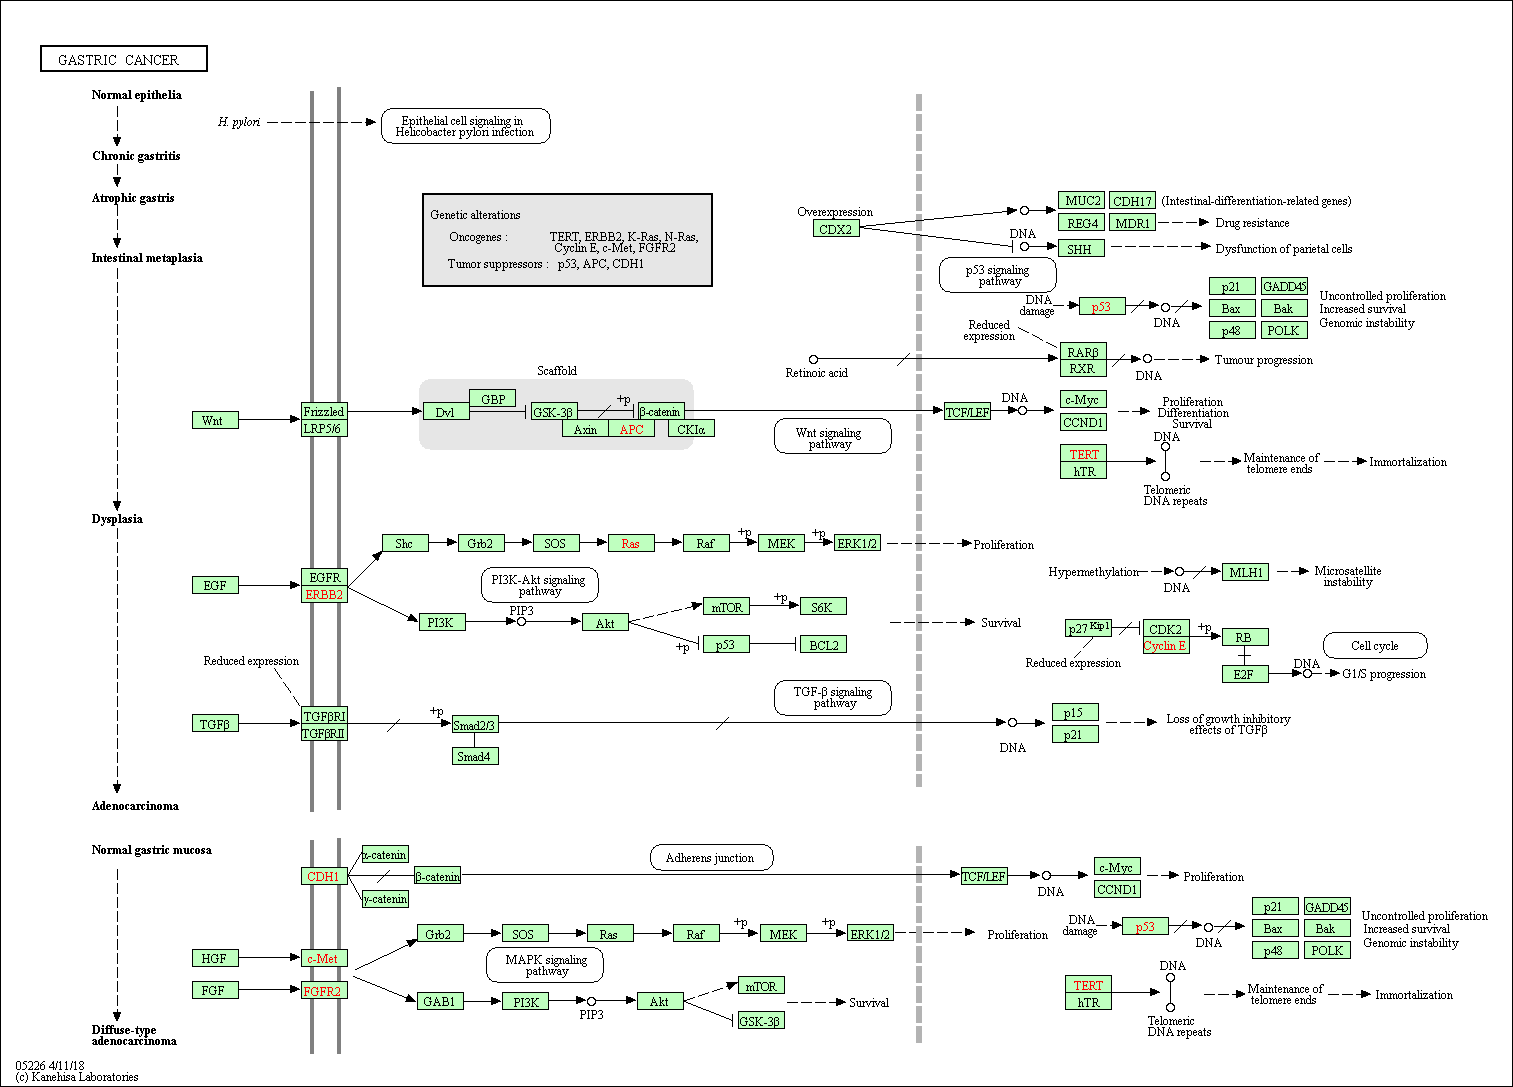 GASTRIC CANCER
Normal epithelia
H. pylori
Epithelial cell signaling in
Helicobacter pylori infection
Chronic gastritis
Atrophic gastris
Intestinal metaplasia
Genetic alterations
Oncogenes :
TERT, ERBB2, K-Ras, N-Ras,
Cyclin E, c-Met, FGFR2
Tumor suppressors :
p53, APC, CDH1
Overexpression
CDX2
MUC2
CDH17
(Intestinal-differentiation-related genes)
REG4
MDR1
Drug resistance
DNA
SHH
Dysfunction of parietal cells
p53 signaling
pathway
DNA
damage
p53
DNA
p21
GADD45
Bax
Bak
p48
POLK
Uncontrolled proliferation
Increased survival
Genomic instability
Reduced
expression
Retinoic acid
RARβ
RXR
DNA
Tumour progression
Scaffold
Wnt
Frizzled
LRP5/6
Dvl
GBP
GSK-3β
+p
β-catenin
Axin
APC
CKIα
Wnt signaling
pathway
TCF/LEF
DNA
c-Myc
CCND1
Proliferation
Differentiation
Survival
TERT
hTR
DNA
Telomeric
DNA repeats
Maintenance of
telomere ends
Immortalization
Dysplasia
EGF
EGFR
ERBB2
Shc
Grb2
SOS
Ras
Raf
+p
MEK
+p
ERK1/2
Proliferation
PI3K-Akt signaling
pathway
PI3K
PIP3
Akt
mTOR
+p
S6K
+p
p53
BCL2
Survival
Hypermethylation
DNA
MLH1
Microsatellite
instability
p27 Kip1
Reduced expression
CDK2
Cyclin E
+p
RB
E2F
DNA
Cell cycle
G1/S progression
Reduced expression
TGFβ
TGFβRI
TGFβRII
+p
Smad2/3
Smad4
TGF-β signaling
pathway
DNA
p15
p21
Loss of growth inhibitory
effects of TGFβ
Adenocarcinoma
Normal gastric mucosa
CDH1
α-catenin
β-catenin
γ-catenin
Adherens junction
TCF/LEF
DNA
c-Myc
CCND1
Proliferation
HGF
c-Met
FGF
FGFR2
Grb2
SOS
Ras
Raf
+p
MEK
+p
ERK1/2
Proliferation
MAPK signaling
pathway
GAB1
PI3K
PIP3
Akt
mTOR
GSK-3β
Survival
DNA
damage
p53
DNA
p21
GADD45
Bax
Bak
p48
POLK
Uncontrolled proliferation
Increased survival
Genomic instability
TERT
hTR
DNA
Telomeric
DNA repeats
Maintenance of
telomere ends
Immortalization
Diffuse-type
adenocarcinoma
05226 4/11/18
(c) Kanehisa Laboratories